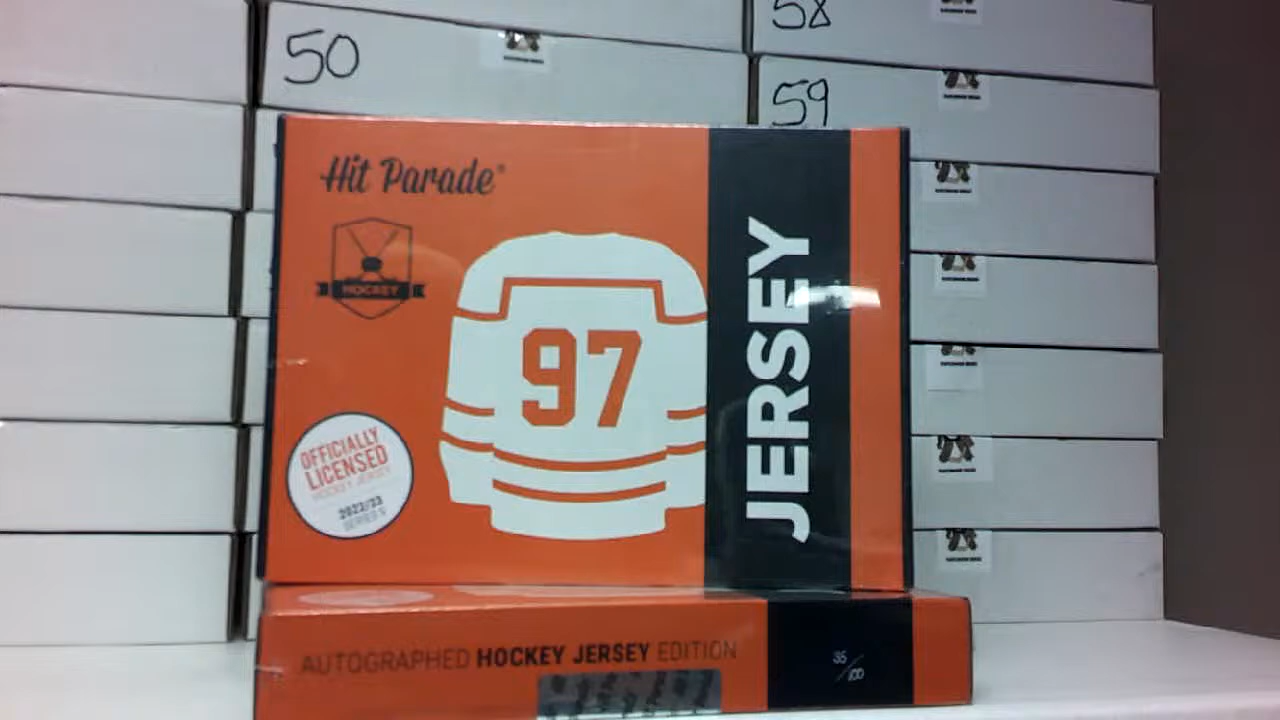 50
58
59
Hit Parade®
HOCKEY
97
JERSEY
OFFICIALLY
LICENSED
HOCKEY JERSEY
2022/23
SERIES
AUTOGRAPHED HOCKEY JERSEY EDITION
35/100